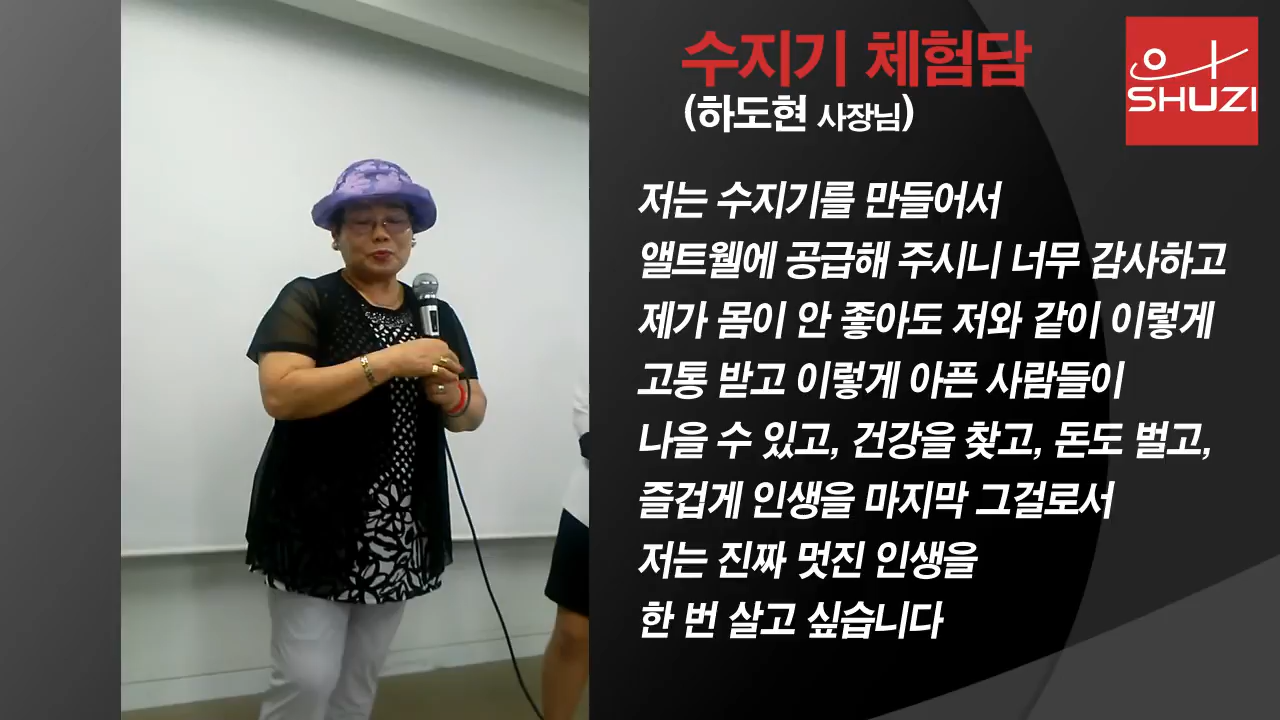 수지기 체험담
(하도현 사장님)
SHUZI
저는 수지기를 만들어서
앨트웰에 공급해 주시니 너무 감사하고
제가 몸이 안 좋아도 저와 같이 이렇게
고통 받고 이렇게 아픈 사람들이
나을 수 있고, 건강을 찾고, 돈도 벌고,
즐겁게 인생을 마지막 그걸로서
저는 진짜 멋진 인생을
한 번 살고 싶습니다